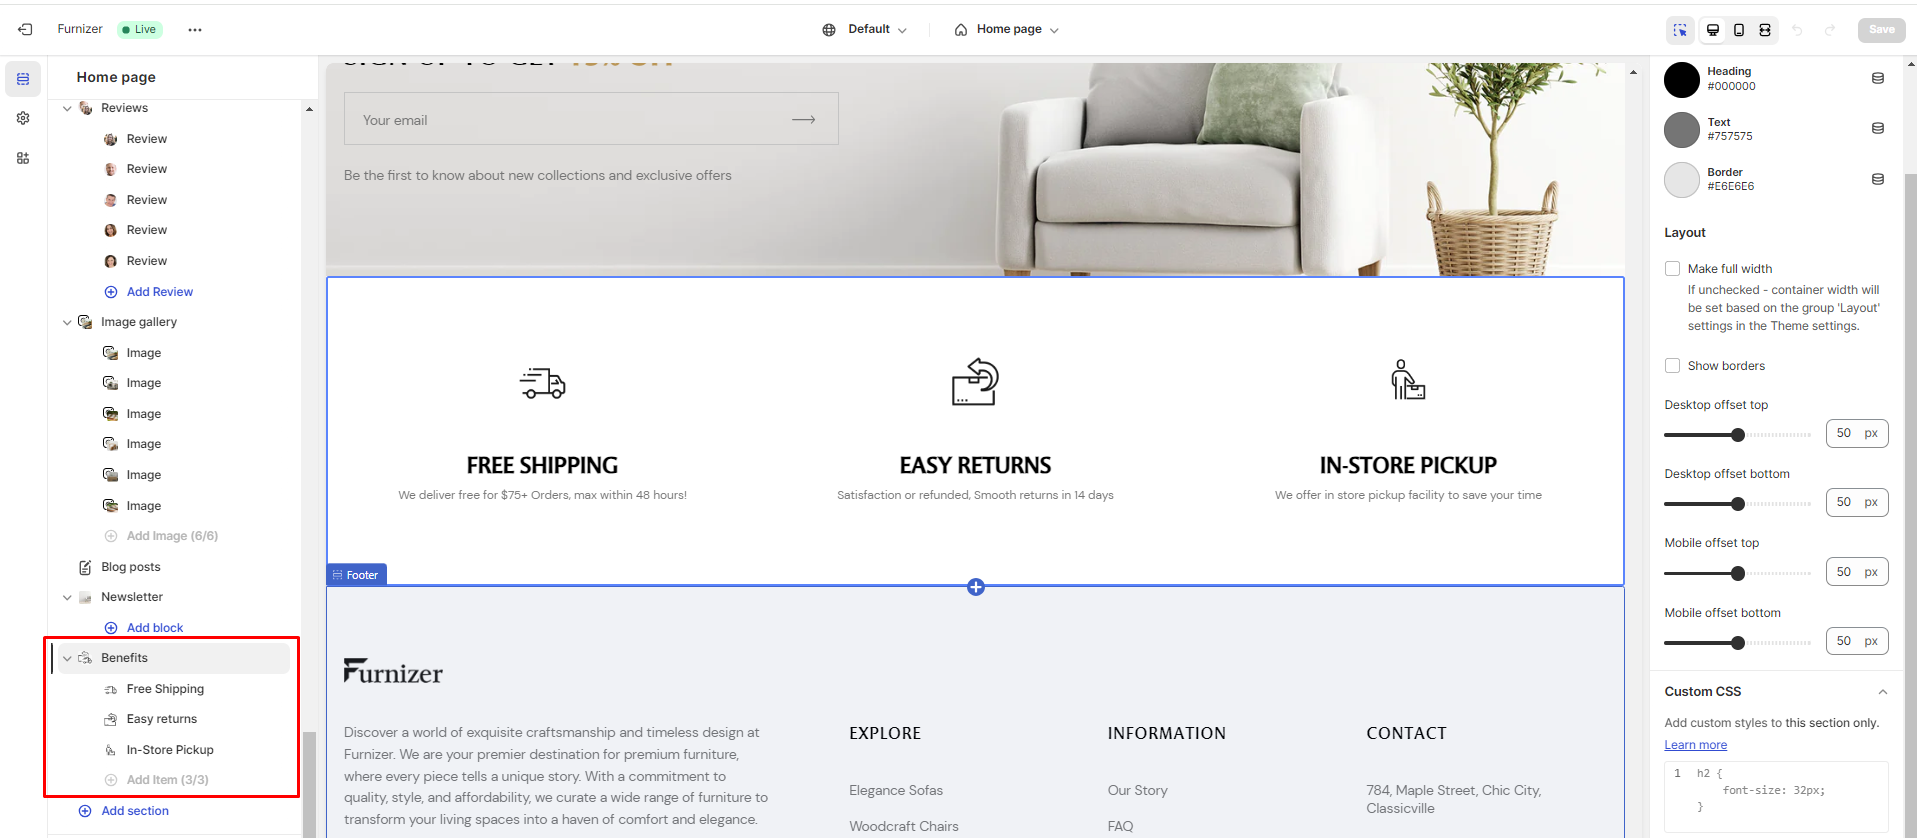 Furnizer
Live
Default
Home page
Save
Home page
Reviews
Review
Review
Review
Review
Review
Add Review
Image gallery
Image
Image
Image
Image
Image
Image
Add Image (6/6)
Blog posts
Newsletter
Add block
Benefits
Free Shipping
Easy returns
In-Store Pickup
Add Item (3/3)
Add section
SIGN UP TO GET 15% OFF
Your email
Be the first to know about new collections and exclusive offers
FREE SHIPPING
We deliver free for $75+ Orders, max within 48 hours!
EASY RETURNS
Satisfaction or refunded, Smooth returns in 14 days
IN-STORE PICKUP
We offer in store pickup facility to save your time
Footer
Furnizer
Discover a world of exquisite craftsmanship and timeless design at
Furnizer. We are your premier destination for premium furniture,
where every piece tells a unique story. With a commitment to
quality, style, and affordability, we curate a wide range of furniture to
transform your living spaces into a haven of comfort and elegance.
EXPLORE
Elegance Sofas
Woodcraft Chairs
INFORMATION
Our Story
FAQ
CONTACT
784, Maple Street, Chic City,
Classicville
Heading
#000000
Text
#757575
Border
#E6E6E6
Layout
Make full width
If unchecked - container width will
be set based on the group 'Layout'
settings in the Theme settings.
Show borders
Desktop offset top
50 px
Desktop offset bottom
50 px
Mobile offset top
50 px
Mobile offset bottom
50 px
Custom CSS
Add custom styles to this section only.
Learn more
1 h2 {
font-size: 32px;
}